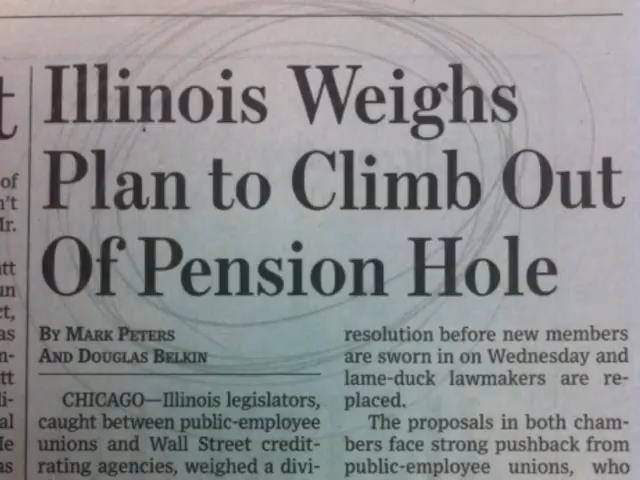 Illinois Weighs
Plan to Climb Out
Of Pension Hole
BY MARK PETERS
AND DOUGLAS BELKIN
CHICAGO—Illinois legislators,
caught between public-employee
unions and Wall Street credit-
rating agencies, weighed a divi-
resolution before new members
are sworn in on Wednesday and
lame-duck lawmakers are re-
placed.
The proposals in both cham-
bers face strong pushback from
public-employee unions, who